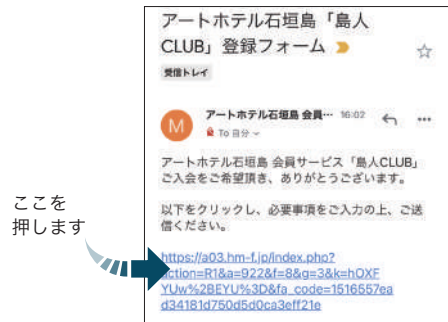 アートホテル石垣島「島人
CLUB」登録フォーム
受信トレイ
M
アートホテル石垣島 会員… 16:02
To 自分
アートホテル石垣島 会員サービス「島人CLUB」
ご入会をご希望頂き、ありがとうございます。
以下をクリックし、必要事項をご入力の上、ご送
信ください。
ここを
押します
https://a03.hm-f.jp/index.php?
action=R1&a=922&f=8&g=3&k=hOXF
YUw%2BEYU%3D&fa_code=1516557ea
d34181d750d5d0ca3eff21e